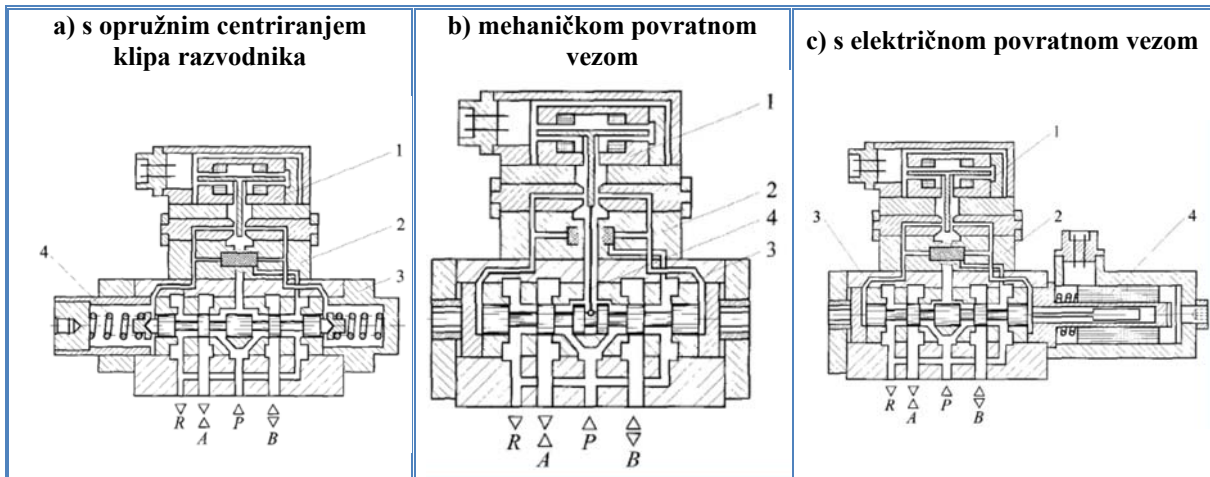 a) s opružnim centriranjem
klipa razvodnika
b) mehaničkom povratnom
vezom
c) s električnom povratnom vezom
1
2
3
4
R
A
P
B
1
2
4
3
R
A
P
B
1
2
3
4
R
A
P
B